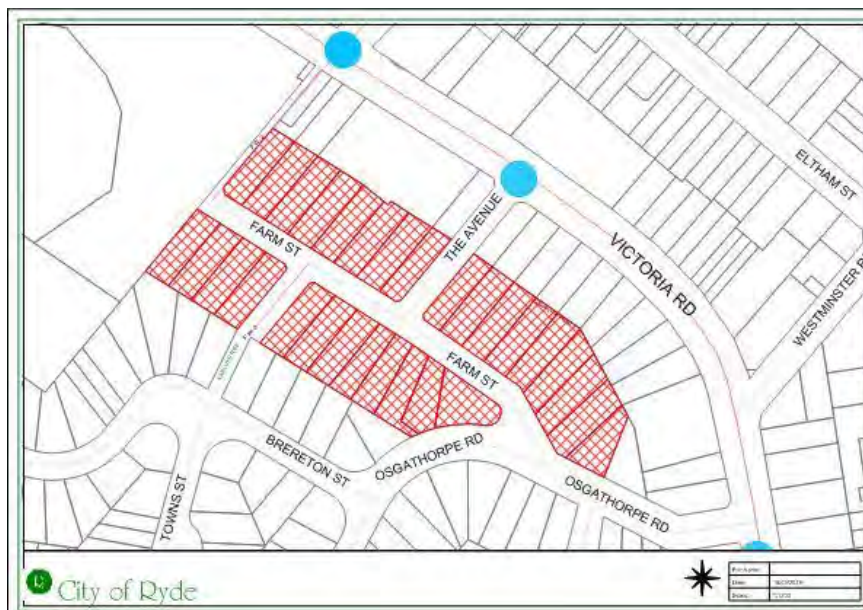 ELTHAM ST
THE AVENUE
FARM ST
VICTORIA RD
WESTMINSTER R
FARM ST
BRERETON ST
OSGATHORPE RD
OSGATHORPE RD
TOWNS ST
City of Ryde